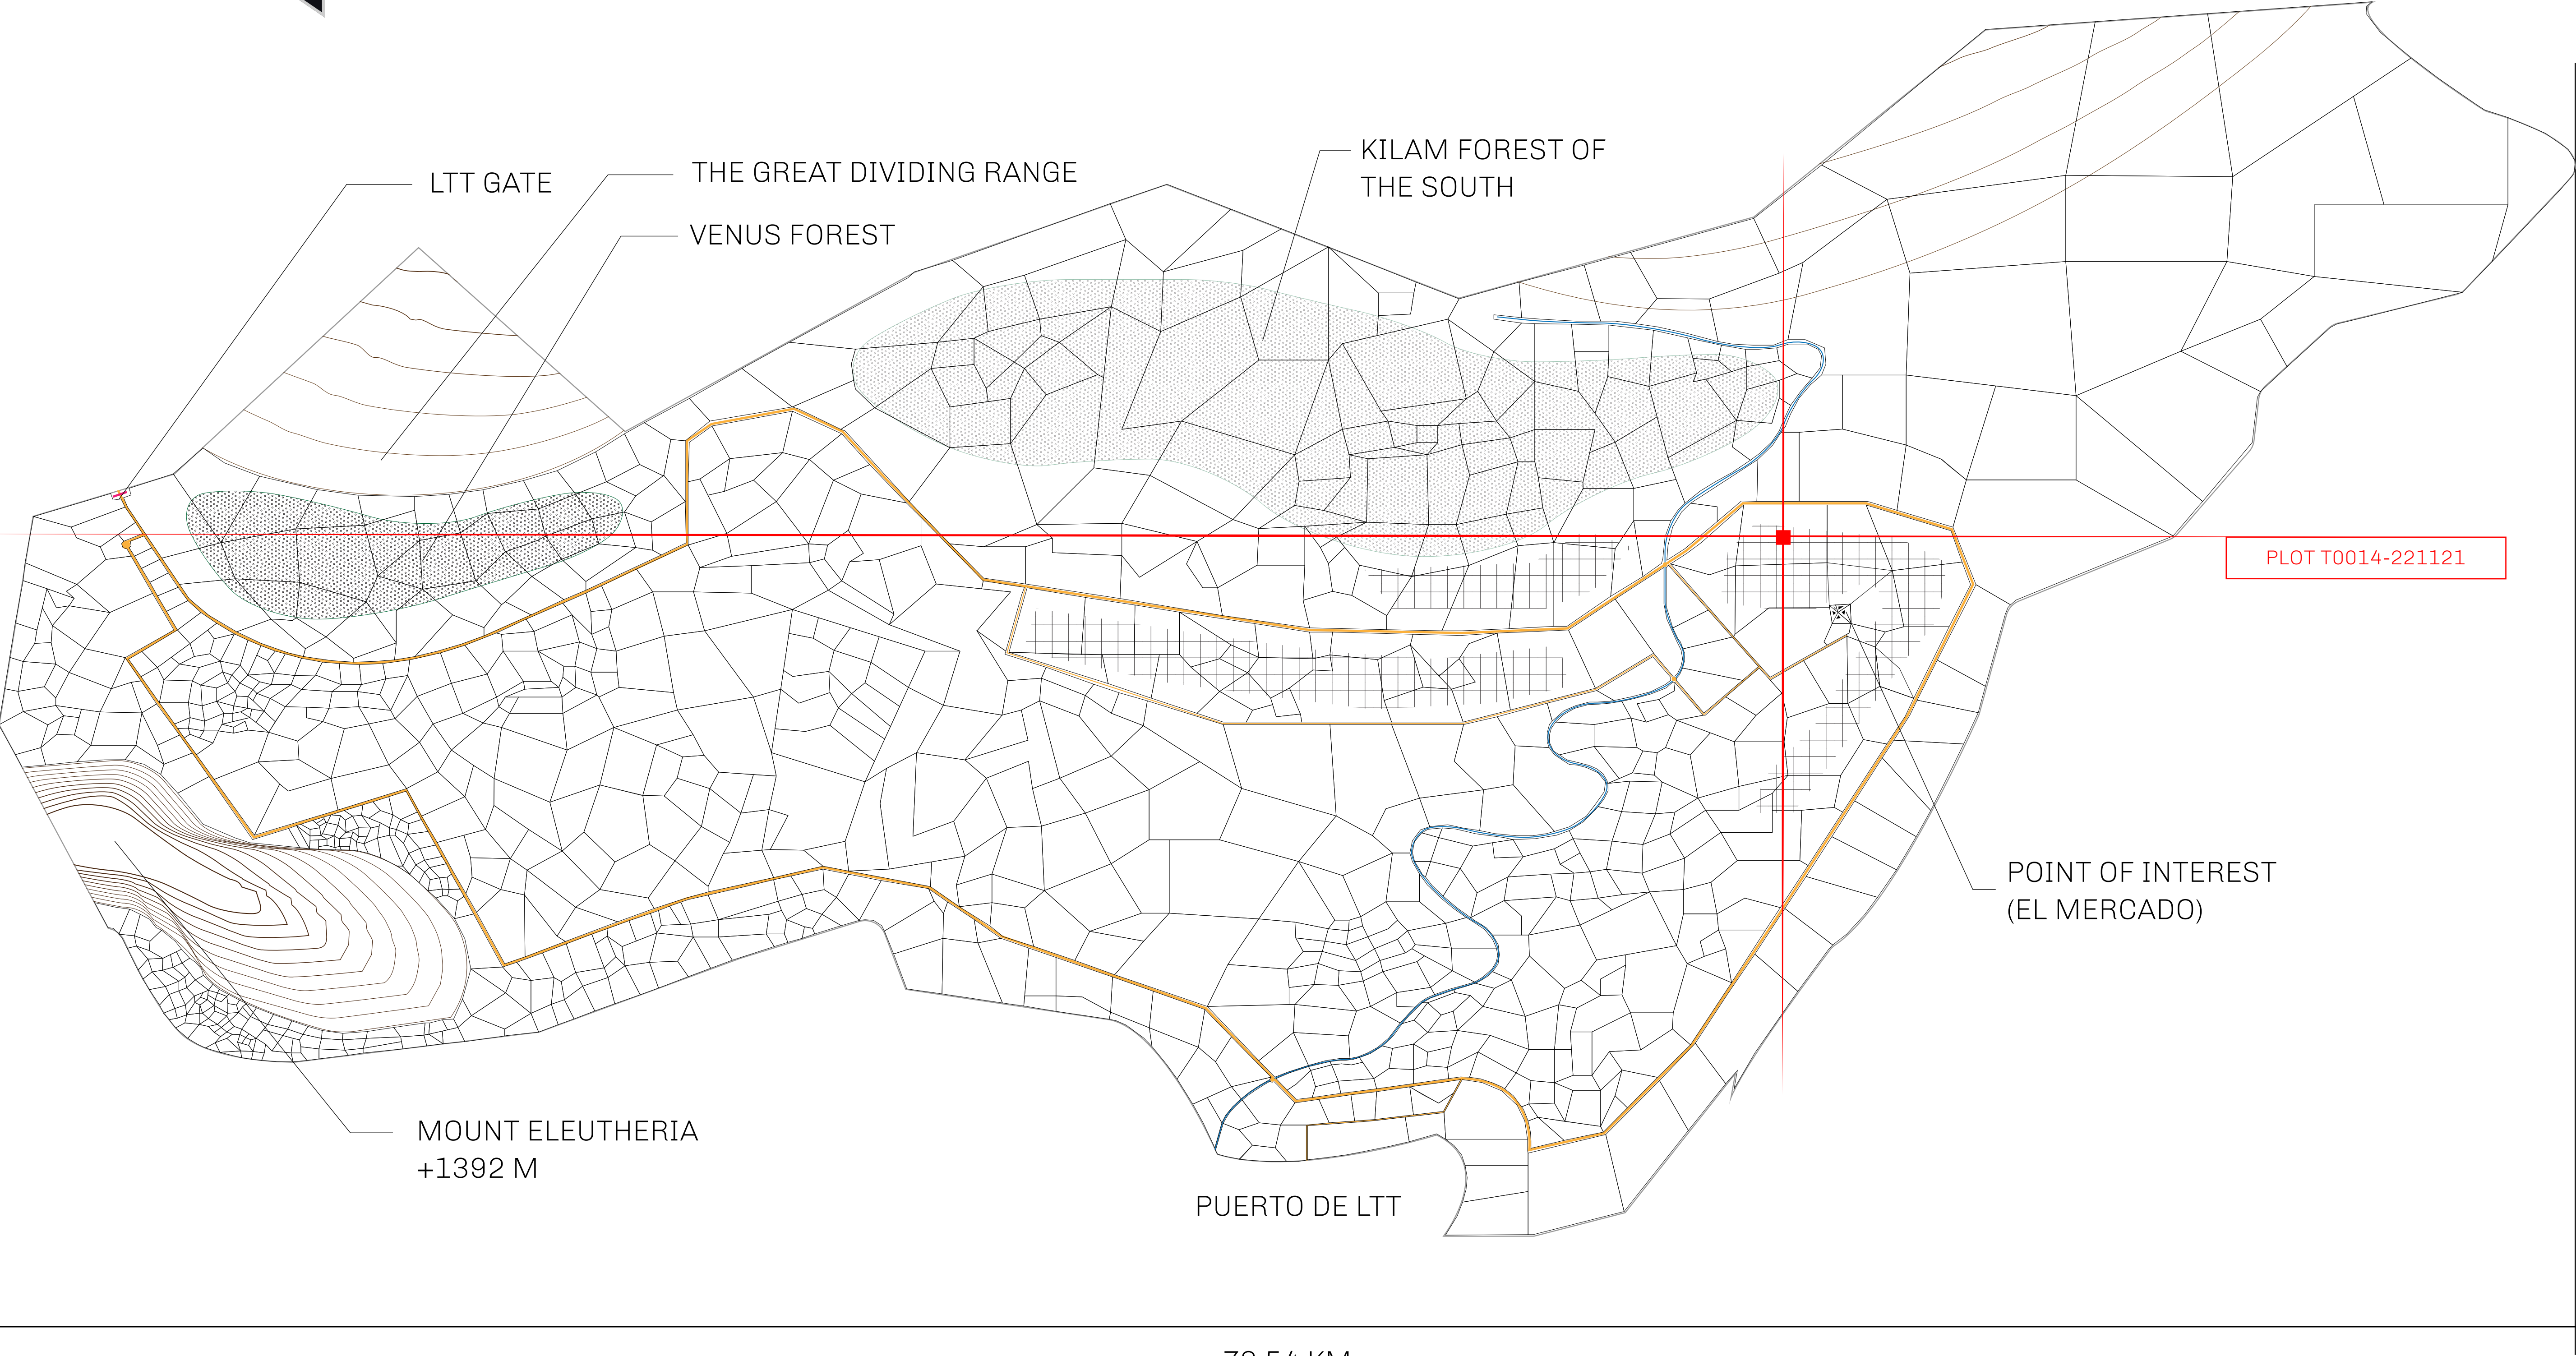 LTT GATE
THE GREAT DIVIDING RANGE
VENUS FOREST
KILAM FOREST OF
THE SOUTH
PLOT T0014-221121
POINT OF INTEREST
(EL MERCADO)
MOUNT ELEUTHERIA
+1392 M
PUERTO DE LTT
KM